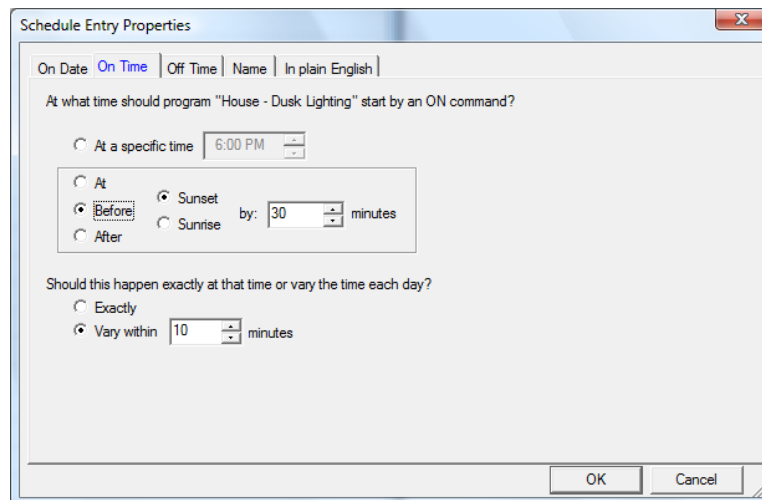 Schedule Entry Properties
On Date On Time Off Time Name In plain English
At what time should program "House - Dusk Lighting" start by an ON command?
At a specific time 6:00 PM
At
Before Sunset by: 30 minutes
Sunrise
After
Should this happen exactly at that time or vary the time each day?
Exactly
Vary within 10 minutes
OK Cancel